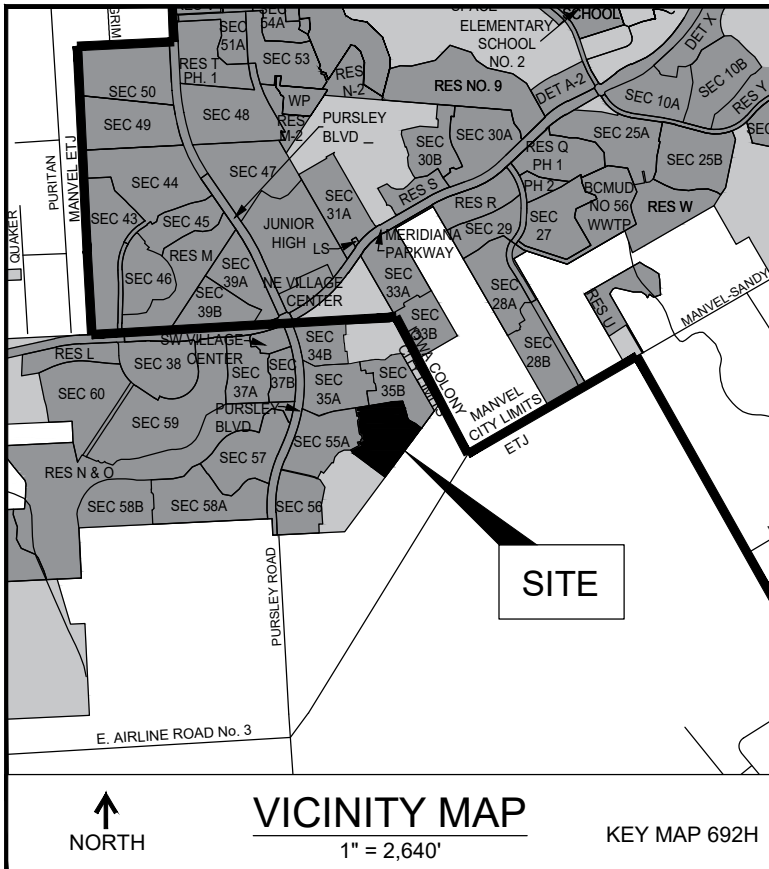 GRIM
SEC
51A
54A
SPACE
ELEMENTARY
SCHOOL
NO. 2
SCHOOL
DET X
SEC 53
RES T
PH. 1
SEC 50
RES
N-2
RES NO. 9
DET A-2
SEC 10B
SEC 10A
RES Y
WP
SEC 49
SEC 48
RES
M-2
PURSLEY
BLVD
SEC
30B
SEC 30A
SEC 25A
SEC
RES Q
PH 1
SEC 25B
PURITAN
MANVEL ETJ
SEC 44
SEC 47
SEC
31A
RES S
PH 2
BCMUD
NO 56
WWTP
RES R
RES W
QUAKER
SEC 43
SEC 45
JUNIOR
HIGH
LS
MERIDIANA
PARKWAY
SEC 29
SEC
27
RES M
SEC 46
SEC
39A
NE VILLAGE
CENTER
SEC
33A
SEC
28A
RES U
MANVEL-SANDY
SEC
39B
SEC
33B
SW VILLAGE
CENTER
SEC
34B
IOWA COLONY
CITY LIMITS
SEC
28B
RES L
SEC 38
SEC
37A
SEC
37B
SEC
35A
SEC
35B
MANVEL
CITY LIMITS
ETJ
SEC 60
SEC 59
PURSLEY
BLVD
SEC 55A
SEC 57
RES N & O
SEC 58B
SEC 58A
SEC 56
SITE
PURSLEY ROAD
E. AIRLINE ROAD No. 3
NORTH
VICINITY MAP
1" = 2,640'
KEY MAP 692H